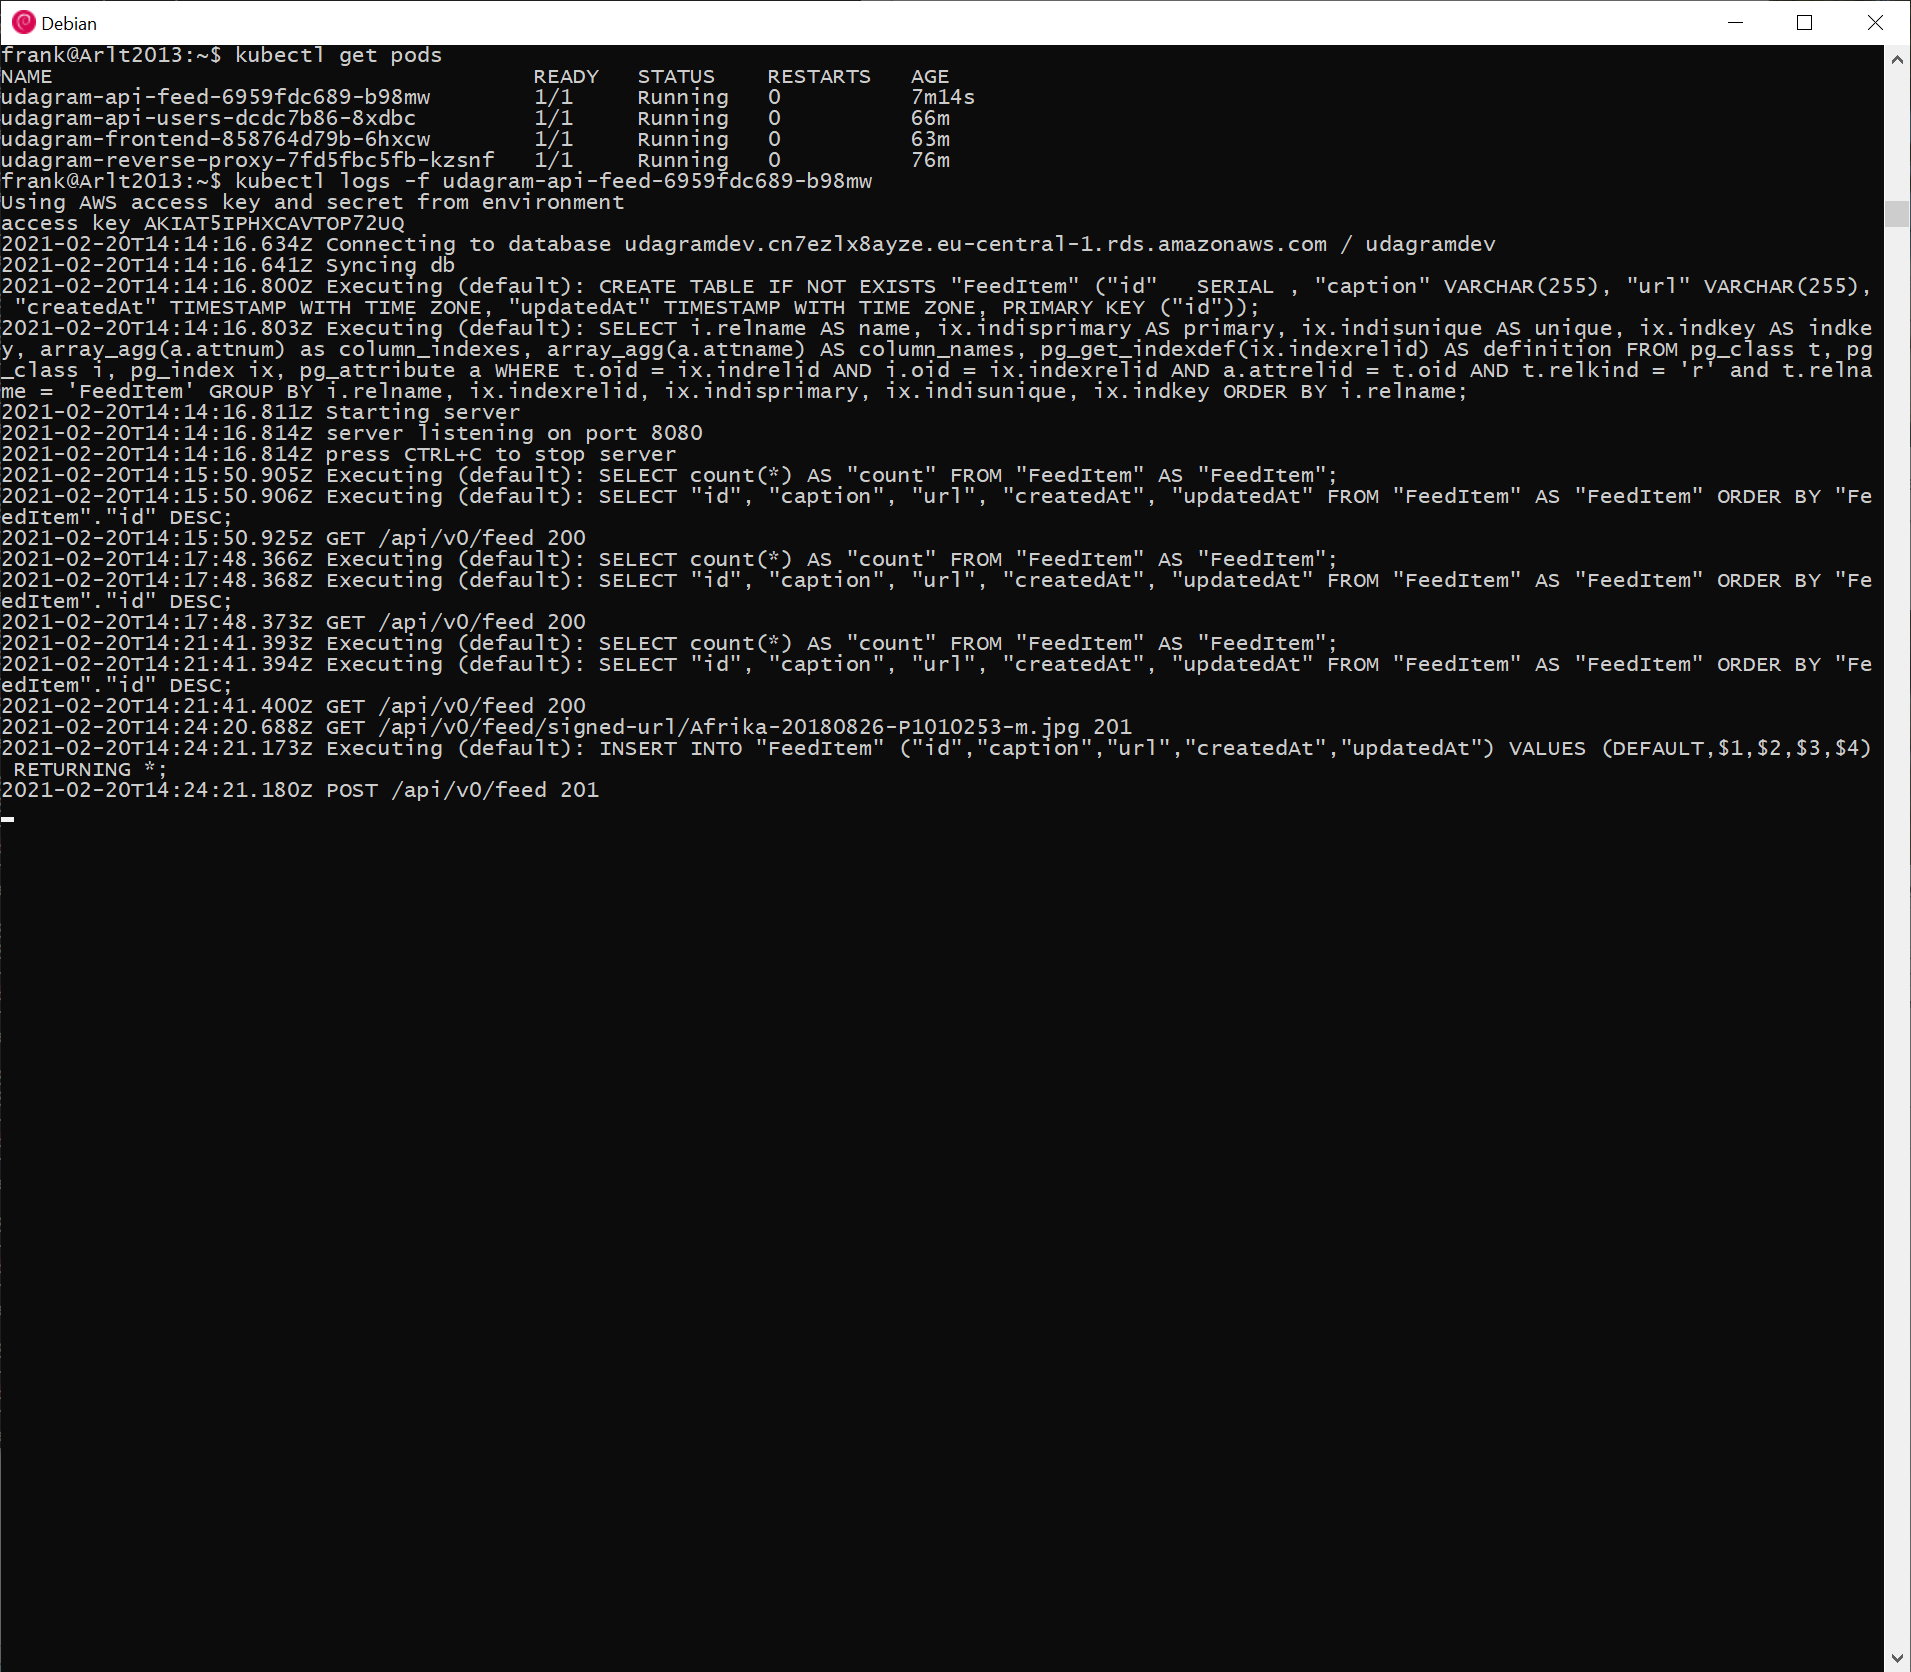 Debian
frank@Arlt2013:~$ kubectl get pods
NAME                                     READY   STATUS    RESTARTS   AGE
udagram-api-feed-6959fdc689-b98mw        1/1     Running   0          7m14s
udagram-api-users-dcdc7b86-8xdbc         1/1     Running   0          66m
udagram-frontend-858764d79b-6hxcw        1/1     Running   0          63m
udagram-reverse-proxy-7fd5fbc5fb-kzsnf   1/1     Running   0          76m
frank@Arlt2013:~$ kubectl logs -f udagram-api-feed-6959fdc689-b98mw
Using AWS access key and secret from environment
access key AKIAT5IPHXCAVTOP72UQ
2021-02-20T14:14:16.634Z Connecting to database udagramdev.cn7ezlx8ayze.eu-central-1.rds.amazonaws.com / udagramdev
2021-02-20T14:14:16.641Z Syncing db
2021-02-20T14:14:16.800Z Executing (default): CREATE TABLE IF NOT EXISTS "FeedItem" ("id"   SERIAL , "caption" VARCHAR(255), "url" VARCHAR(255),
 "createdAt" TIMESTAMP WITH TIME ZONE, "updatedAt" TIMESTAMP WITH TIME ZONE, PRIMARY KEY ("id"));
2021-02-20T14:14:16.803Z Executing (default): SELECT i.relname AS name, ix.indisprimary AS primary, ix.indisunique AS unique, ix.indkey AS indke
y, array_agg(a.attnum) as column_indexes, array_agg(a.attname) AS column_names, pg_get_indexdef(ix.indexrelid) AS definition FROM pg_class t, pg
_class i, pg_index ix, pg_attribute a WHERE t.oid = ix.indrelid AND i.oid = ix.indexrelid AND a.attrelid = t.oid AND t.relkind = 'r' and t.relna
me = 'FeedItem' GROUP BY i.relname, ix.indexrelid, ix.indisprimary, ix.indisunique, ix.indkey ORDER BY i.relname;
2021-02-20T14:14:16.811Z Starting server
2021-02-20T14:14:16.814Z server listening on port 8080
2021-02-20T14:14:16.814Z press CTRL+C to stop server
2021-02-20T14:15:50.905Z Executing (default): SELECT count(*) AS "count" FROM "FeedItem" AS "FeedItem";
2021-02-20T14:15:50.906Z Executing (default): SELECT "id", "caption", "url", "createdAt", "updatedAt" FROM "FeedItem" AS "FeedItem" ORDER BY "Fe
edItem"."id" DESC;
2021-02-20T14:15:50.925Z GET /api/v0/feed 200
2021-02-20T14:17:48.366Z Executing (default): SELECT count(*) AS "count" FROM "FeedItem" AS "FeedItem";
2021-02-20T14:17:48.368Z Executing (default): SELECT "id", "caption", "url", "createdAt", "updatedAt" FROM "FeedItem" AS "FeedItem" ORDER BY "Fe
edItem"."id" DESC;
2021-02-20T14:17:48.373Z GET /api/v0/feed 200
2021-02-20T14:21:41.393Z Executing (default): SELECT count(*) AS "count" FROM "FeedItem" AS "FeedItem";
2021-02-20T14:21:41.394Z Executing (default): SELECT "id", "caption", "url", "createdAt", "updatedAt" FROM "FeedItem" AS "FeedItem" ORDER BY "Fe
edItem"."id" DESC;
2021-02-20T14:21:41.400Z GET /api/v0/feed 200
2021-02-20T14:24:20.688Z GET /api/v0/feed/signed-url/Afrika-20180826-P1010253-m.jpg 201
2021-02-20T14:24:21.173Z Executing (default): INSERT INTO "FeedItem" ("id","caption","url","createdAt","updatedAt") VALUES (DEFAULT,$1,$2,$3,$4)
 RETURNING *;
2021-02-20T14:24:21.180Z POST /api/v0/feed 201